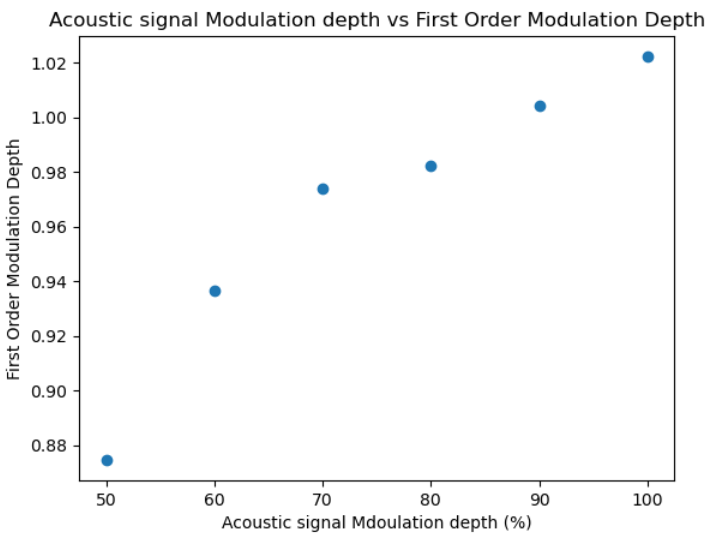 Acoustic signal Modulation depth vs First Order Modulation Depth
1.02
1.00
0.98
0.96
0.94
0.92
0.90
0.88
First Order Modulation Depth
50 60 70 80 90 100
Acoustic signal Mdoulation depth (%)